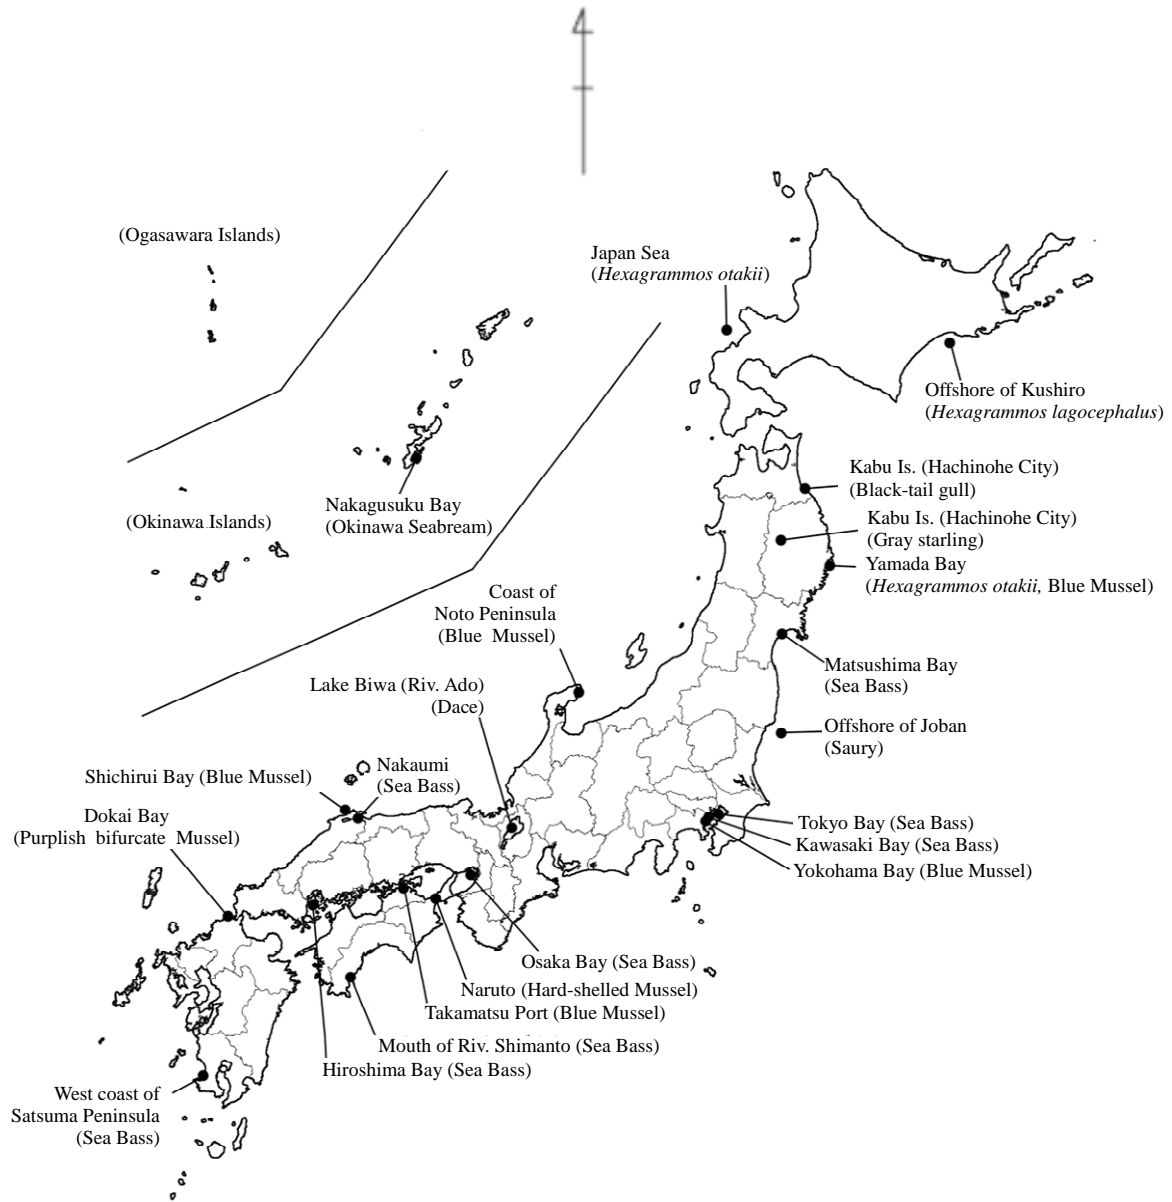 (Ogasawara Islands)
Japan Sea
(Hexagrammos otakii)
Offshore of Kushiro
(Hexagrammos lagocephalus)
Kabu Is. (Hachinohe City)
(Black-tail gull)
Nakagusuku Bay
(Okinawa Seabream)
(Okinawa Islands)
Kabu Is. (Hachinohe City)
(Gray starling)
Yamada Bay
(Hexagrammos otakii, Blue Mussel)
Coast of
Noto Peninsula
(Blue Mussel)
Matsushima Bay
(Sea Bass)
Lake Biwa (Riv. Ado)
(Dace)
Offshore of Joban
(Saury)
Nakaumi
(Sea Bass)
Shichirui Bay (Blue Mussel)
Dokai Bay
(Purplish bifurcate Mussel)
Tokyo Bay (Sea Bass)
Kawasaki Bay (Sea Bass)
Yokohama Bay (Blue Mussel)
Osaka Bay (Sea Bass)
Naruto (Hard-shelled Mussel)
Takamatsu Port (Blue Mussel)
Mouth of Riv. Shimanto (Sea Bass)
Hiroshima Bay (Sea Bass)
West coast of
Satsuma Peninsula
(Sea Bass)